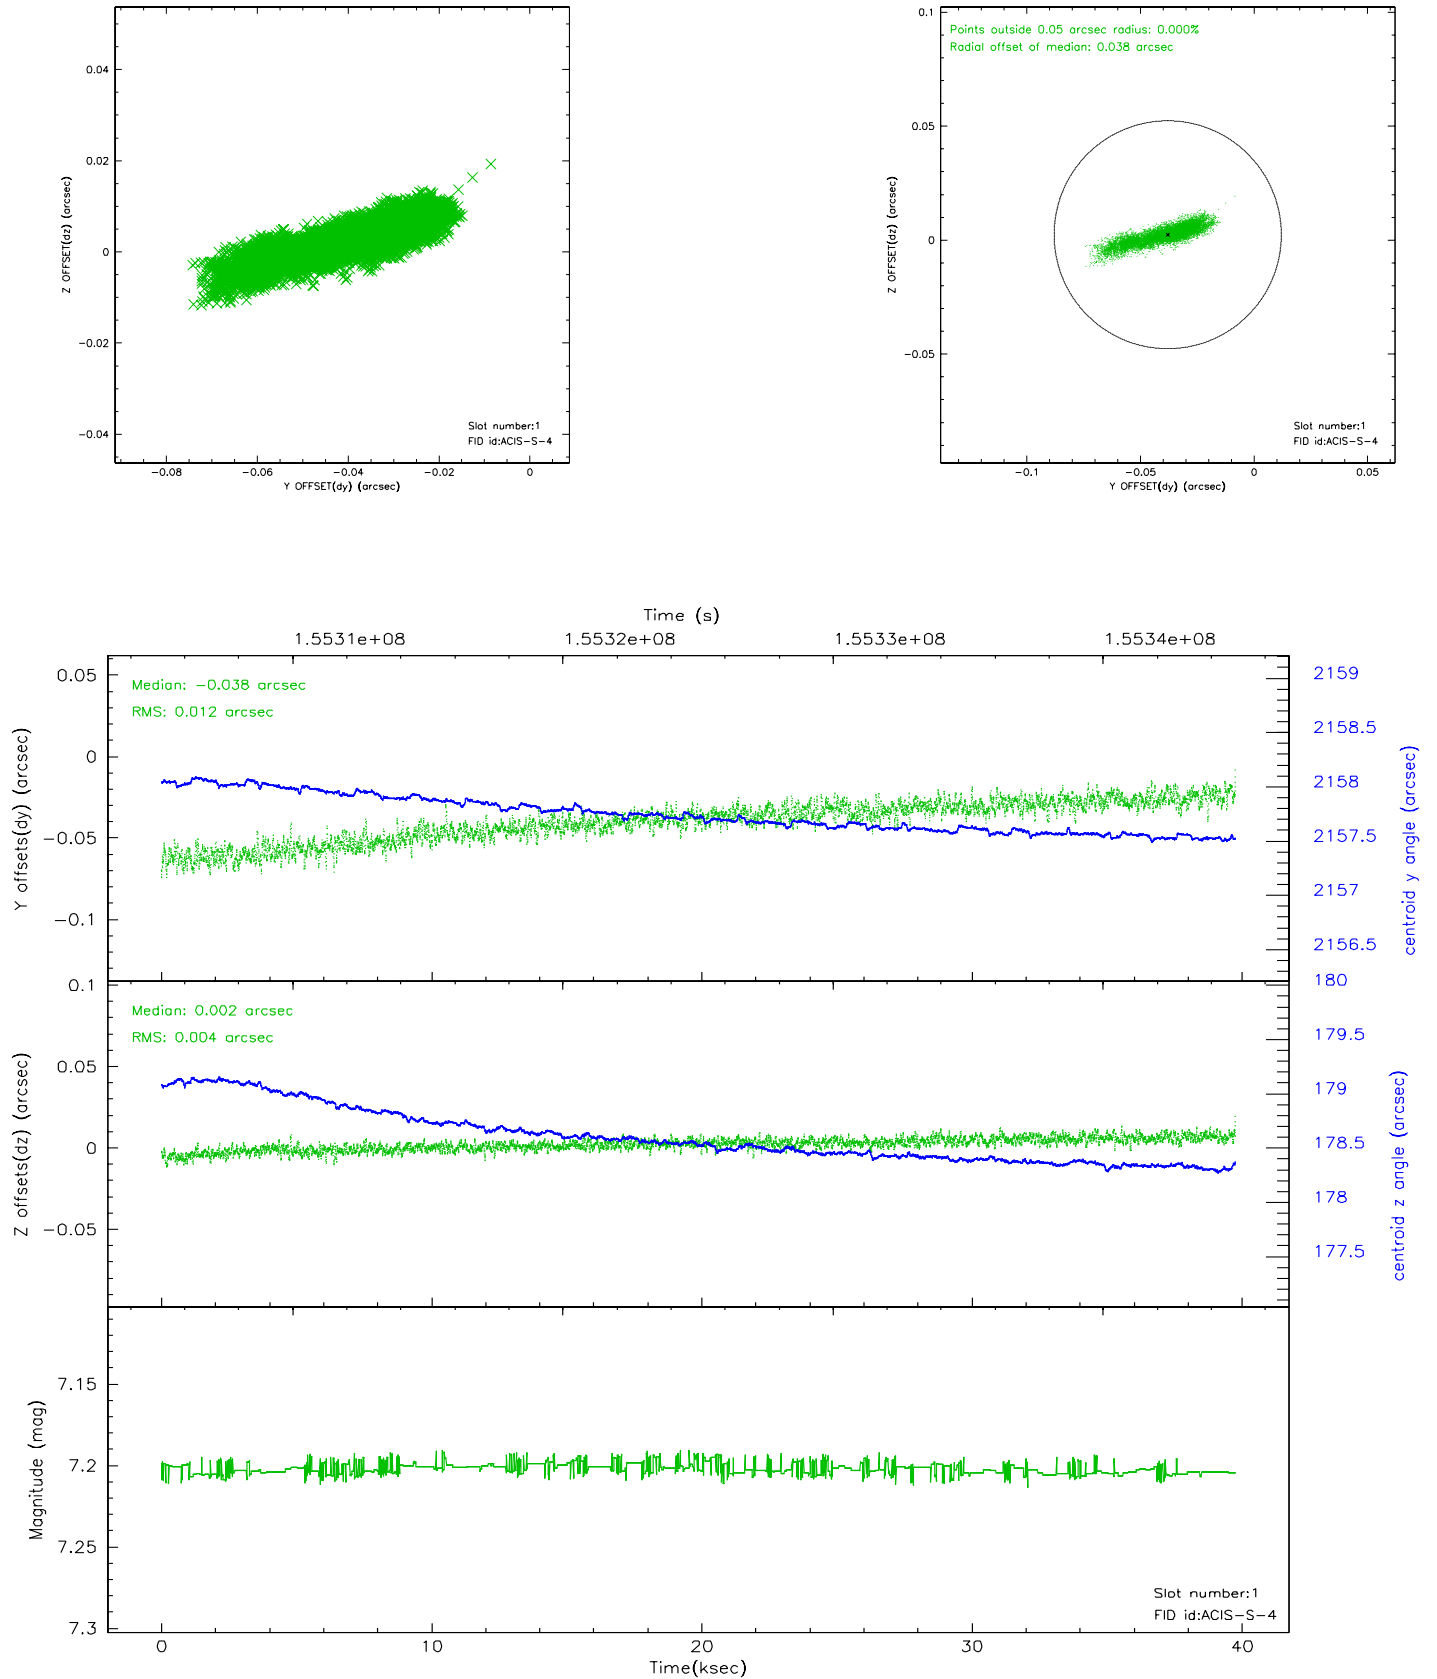 0.04
0.02
0
−0.02
−0.04
Z OFFSET(dz) (arcsec)
Slot number:1
FID id:ACIS−S−4
−0.08
−0.06
−0.04
−0.02
0
Y OFFSET(dy) (arcsec)
0.1
0.05
0
−0.05
Z OFFSET(dz) (arcsec)
Points outside 0.05 arcsec radius: 0.000%
Radial offset of median: 0.038 arcsec
Slot number:1
FID id:ACIS−S−4
−0.1
−0.05
0
0.05
Y OFFSET(dy) (arcsec)
Time (s)
1.5531e+08
1.5532e+08
1.5533e+08
1.5534e+08
0.05
0
−0.05
−0.1
Y offsets(dy) (arcsec)
Median: −0.038 arcsec
RMS: 0.012 arcsec
2159
2158.5
2158
2157.5
2157
2156.5
centroid y angle (arcsec)
0.1
0.05
0
−0.05
Z offsets(dz) (arcsec)
Median: 0.002 arcsec
RMS: 0.004 arcsec
180
179.5
179
178.5
178
177.5
centroid z angle (arcsec)
7.15
7.2
7.25
7.3
Magnitude (mag)
Slot number:1
FID id:ACIS−S−4
0
10
20
30
40
Time(ksec)